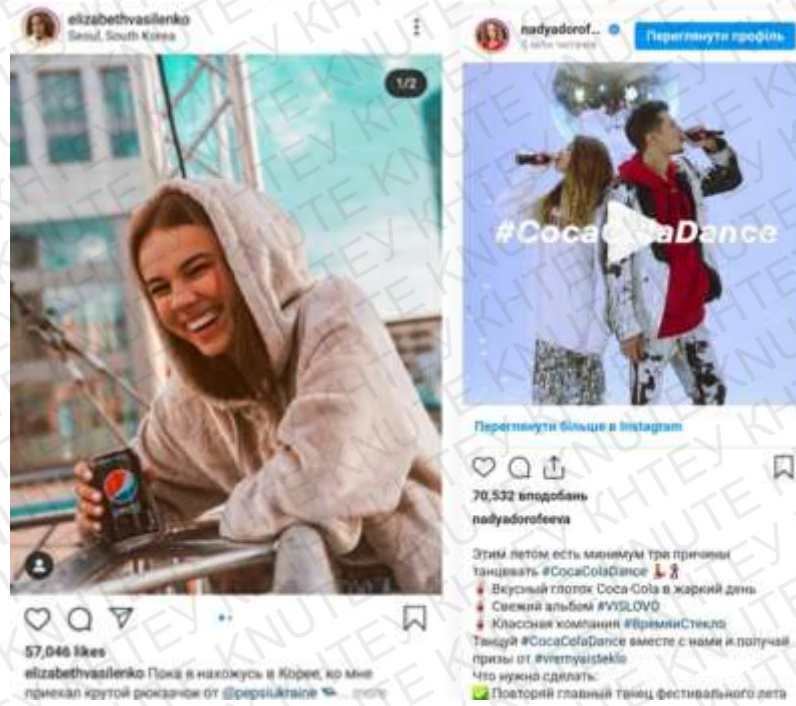 elizabethvasilenko
Seoul, South Korea
1/2
57,046 likes
elizabethvasilenko Пока я нахожусь в Корее, ко мне
приехал крутой рюкзачок от @pepsiukraine ... more
nadyadorof...
Переглянути профіль
#CocaColaDance
Переглянути більше в Instagram
70,532 вподобань
nadyadorofeeva
Этим летом есть минимум три причины
танцевать #CocaColaDance 💃🕺
Вкусный глоток Coca-Cola в жаркий день
Свежий альбом #VISLOVO
Классная компания #ВремяиСтекло
Танцуй #CocaColaDance вместе с нами и получай
призы от #vremyaisteklo
Что нужно сделать:
✅ Повторяй главный танец фестивального лета
KHTEY KNUTE